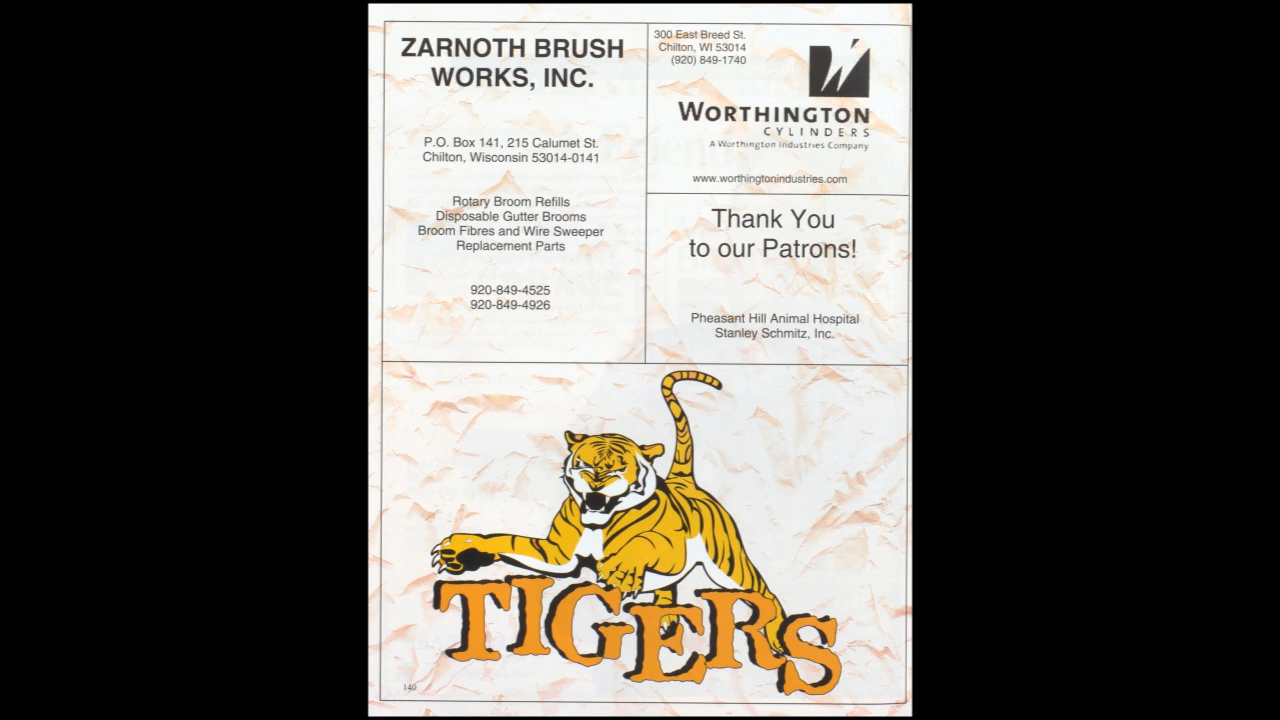 ZARNOTH BRUSH
WORKS, INC.
P.O. Box 141, 215 Calumet St.
Chilton, Wisconsin 53014-0141
Rotary Broom Refills
Disposable Gutter Brooms
Broom Fibres and Wire Sweeper
Replacement Parts
920-849-4525
920-849-4926
300 East Breed St.
Chilton, WI 53014
(920) 849-1740
WORTHINGTON
CYLINDERS
A Worthington Industries Company
www.worthingtonindustries.com
Thank You
to our Patrons!
Pheasant Hill Animal Hospital
Stanley Schmitz, Inc.
TIGERS
140